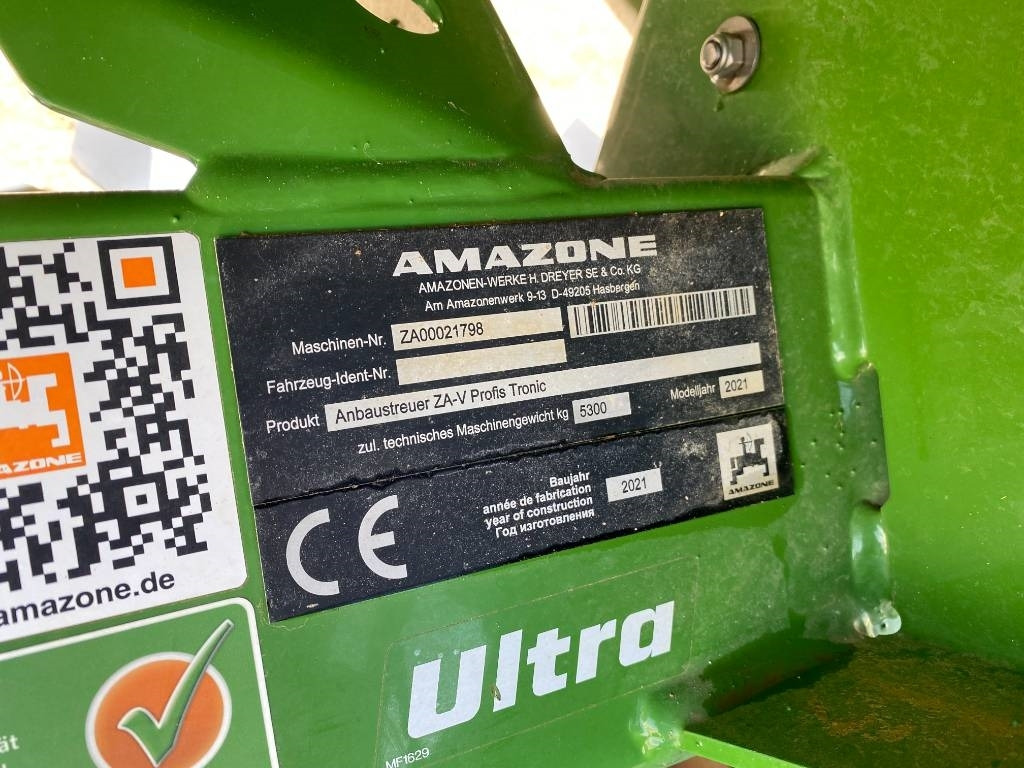 AMAZONE
AMAZONEN-WERKE H. DREYER SE & Co. KG
Am Amazonenwerk 9-13 D-49205 Hasbergen
Maschinen-Nr. ZA00021798
Fahrzeug-Ident-Nr.
Produkt Anbaustreuer ZA-V Profis Tronic
zul. technisches Maschinengewicht kg 5300 Modelljahr 2021
CE
Baujahr
année de fabrication
year of construction
Год изготовления
2021
AMAZONE
AZONE
amazone.de
ät
Ultra
MF1629